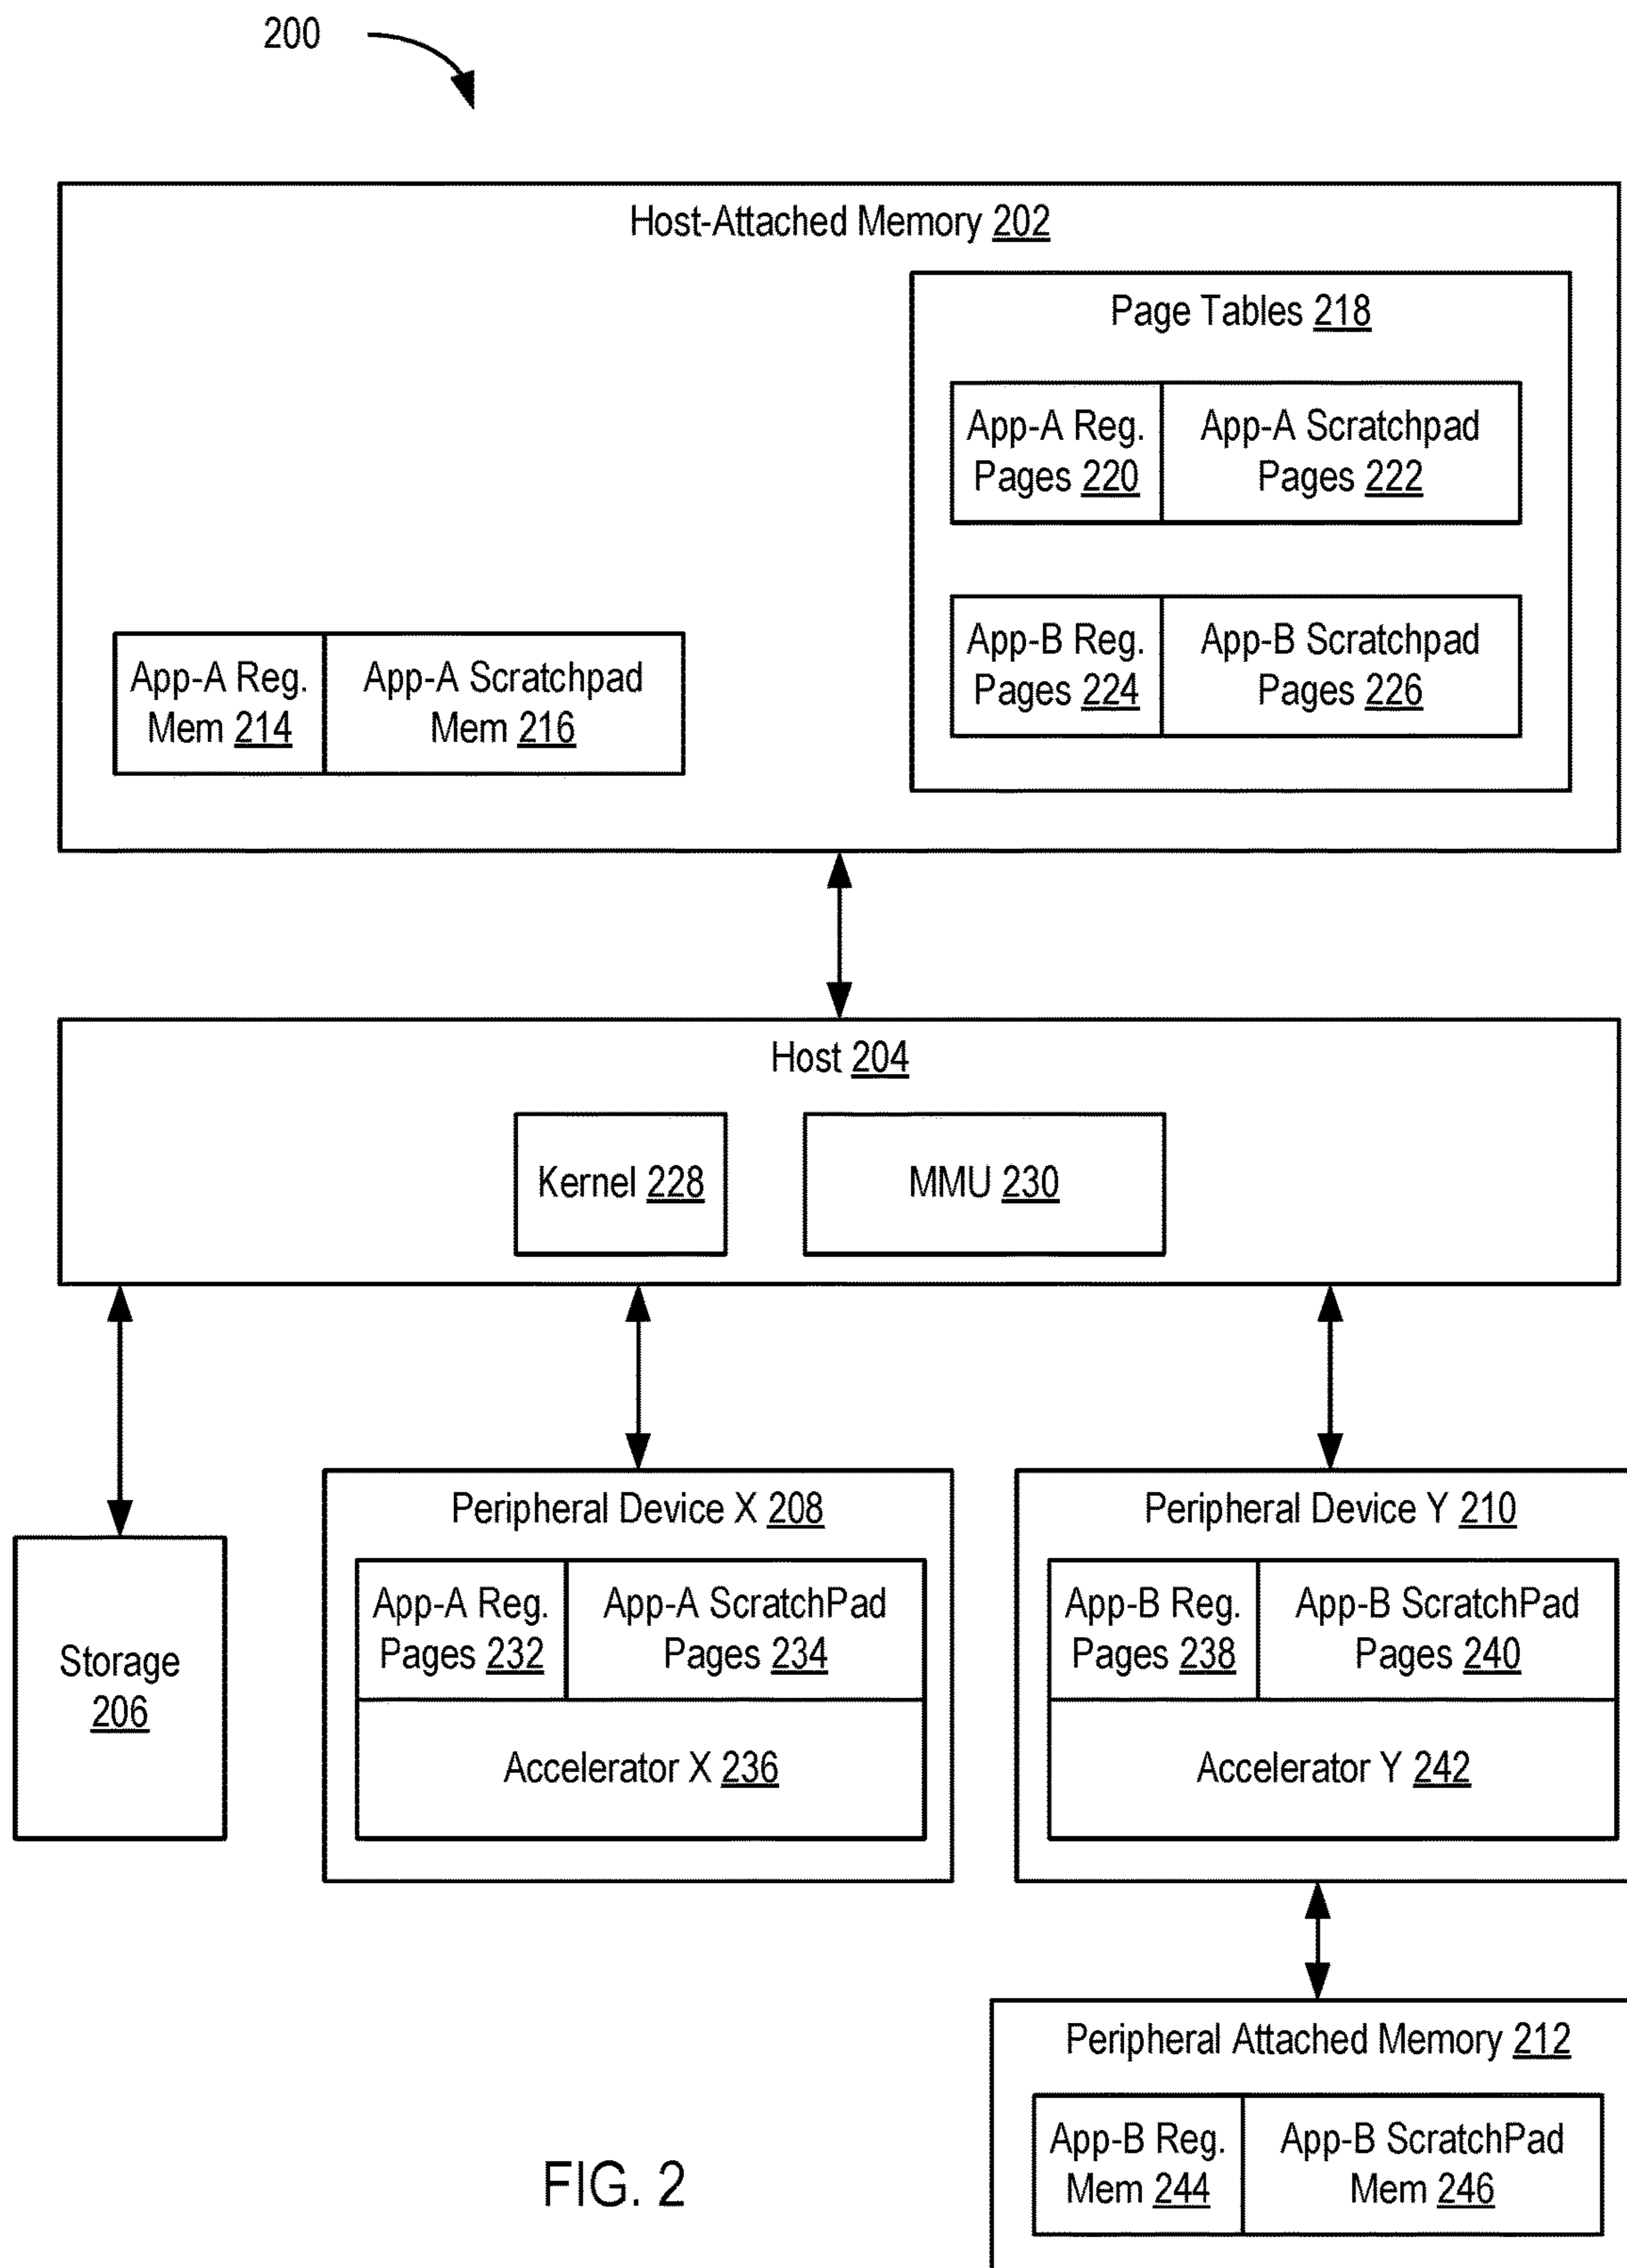 200
Host-Attached Memory 202
Page Tables 218
App-A Reg.
Pages 220
App-A Scratchpad
Pages 222
App-B Reg.
Pages 224
App-B Scratchpad
Pages 226
App-A Reg.
Mem 214
App-A Scratchpad
Mem 216
Host 204
Kernel 228
MMU 230
Storage
206
Peripheral Device X 208
App-A Reg.
Pages 232
App-A ScratchPad
Pages 234
Accelerator X 236
Peripheral Device Y 210
App-B Reg.
Pages 238
App-B ScratchPad
Pages 240
Accelerator Y 242
Peripheral Attached Memory 212
App-B Reg.
Mem 244
App-B ScratchPad
Mem 246
FIG. 2